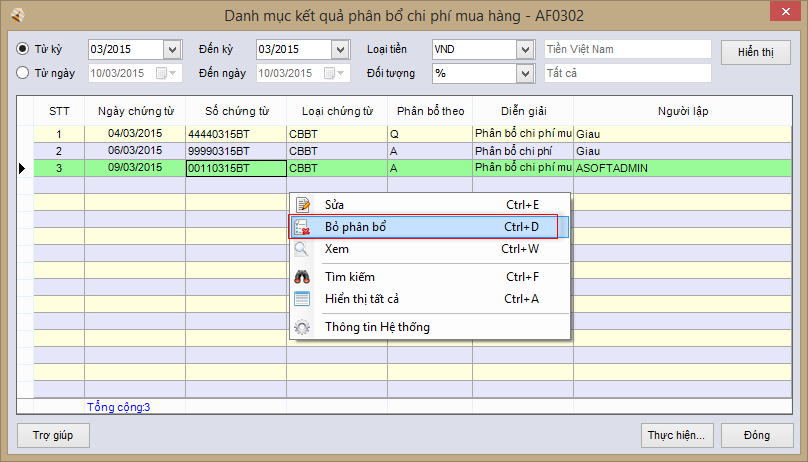 Danh mục kết quả phân bổ chi phí mua hàng - AF0302
Từ kỳ 03/2015 Đến kỳ 03/2015 Loại tiền VND Tiền Việt Nam Hiển thị
Từ ngày 10/03/2015 Đến ngày 10/03/2015 Đối tượng % Tất cả
STT Ngày chứng từ Số chứng từ Loại chứng từ Phân bổ theo Diễn giải Người lập
1 04/03/2015 44440315BT CBBT Q Phân bổ chi phí mu Giau
2 06/03/2015 99990315BT CBBT A Phân bổ chi phí Giau
3 09/03/2015 00110315BT CBBT A Phân bổ chi phí mu ASOFTADMIN
Sửa Ctrl+E
Bỏ phân bổ Ctrl+D
Xem Ctrl+W
Tìm kiếm Ctrl+F
Hiển thị tất cả Ctrl+A
Thông tin Hệ thống
Tổng cộng:3
Trợ giúp Thực hiện... Đóng